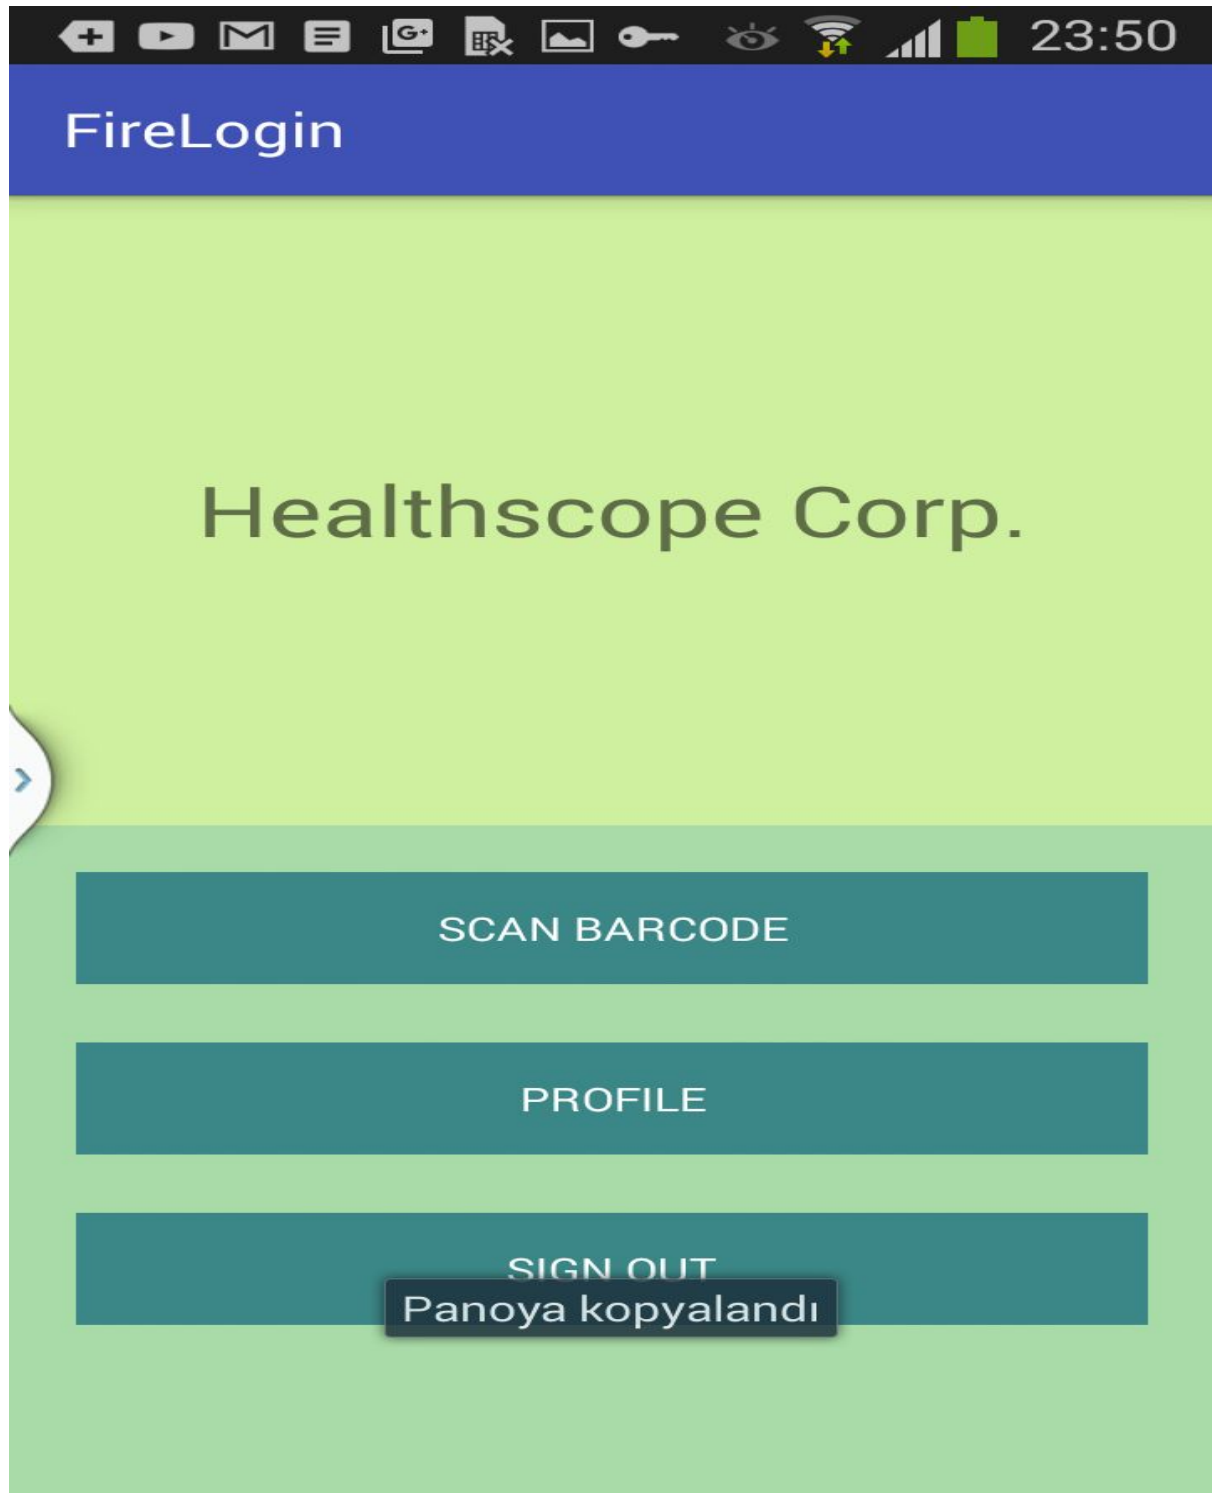 23:50
FireLogin
Healthscope Corp.
SCAN BARCODE
PROFILE
SIGN OUT
Panoya kopyalandı